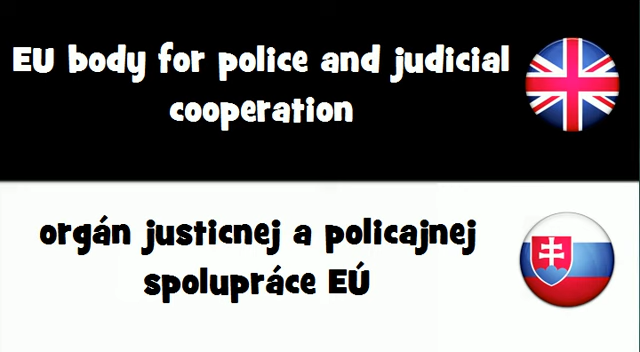 EU body for police and judicial
cooperation
orgán justicnej a policajnej
spolupráce EÚ